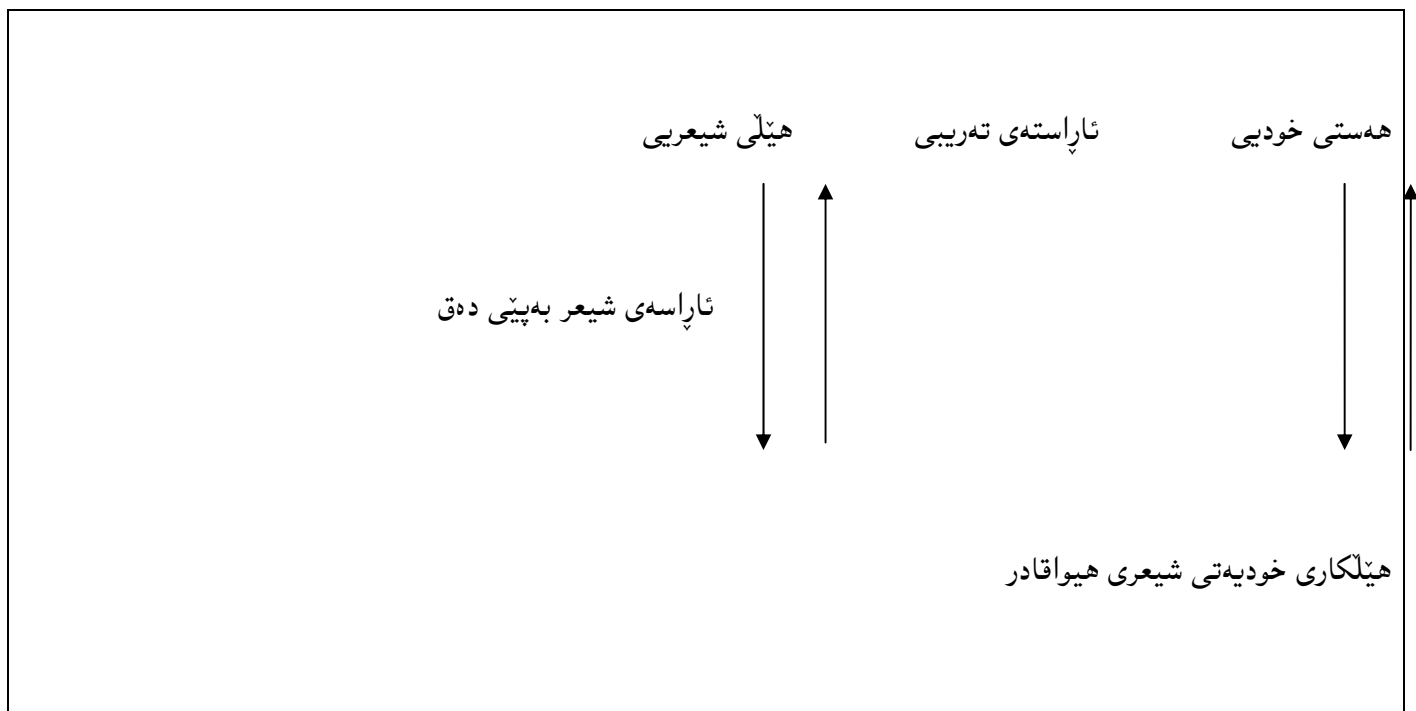 هەستی خودیی ئاڕاستەی تەریبی هێڵی شیعریی
ئاڕاسەی شیعر بەپێی دەق
هێڵکاری خودیەتی شیعری هیواقادر